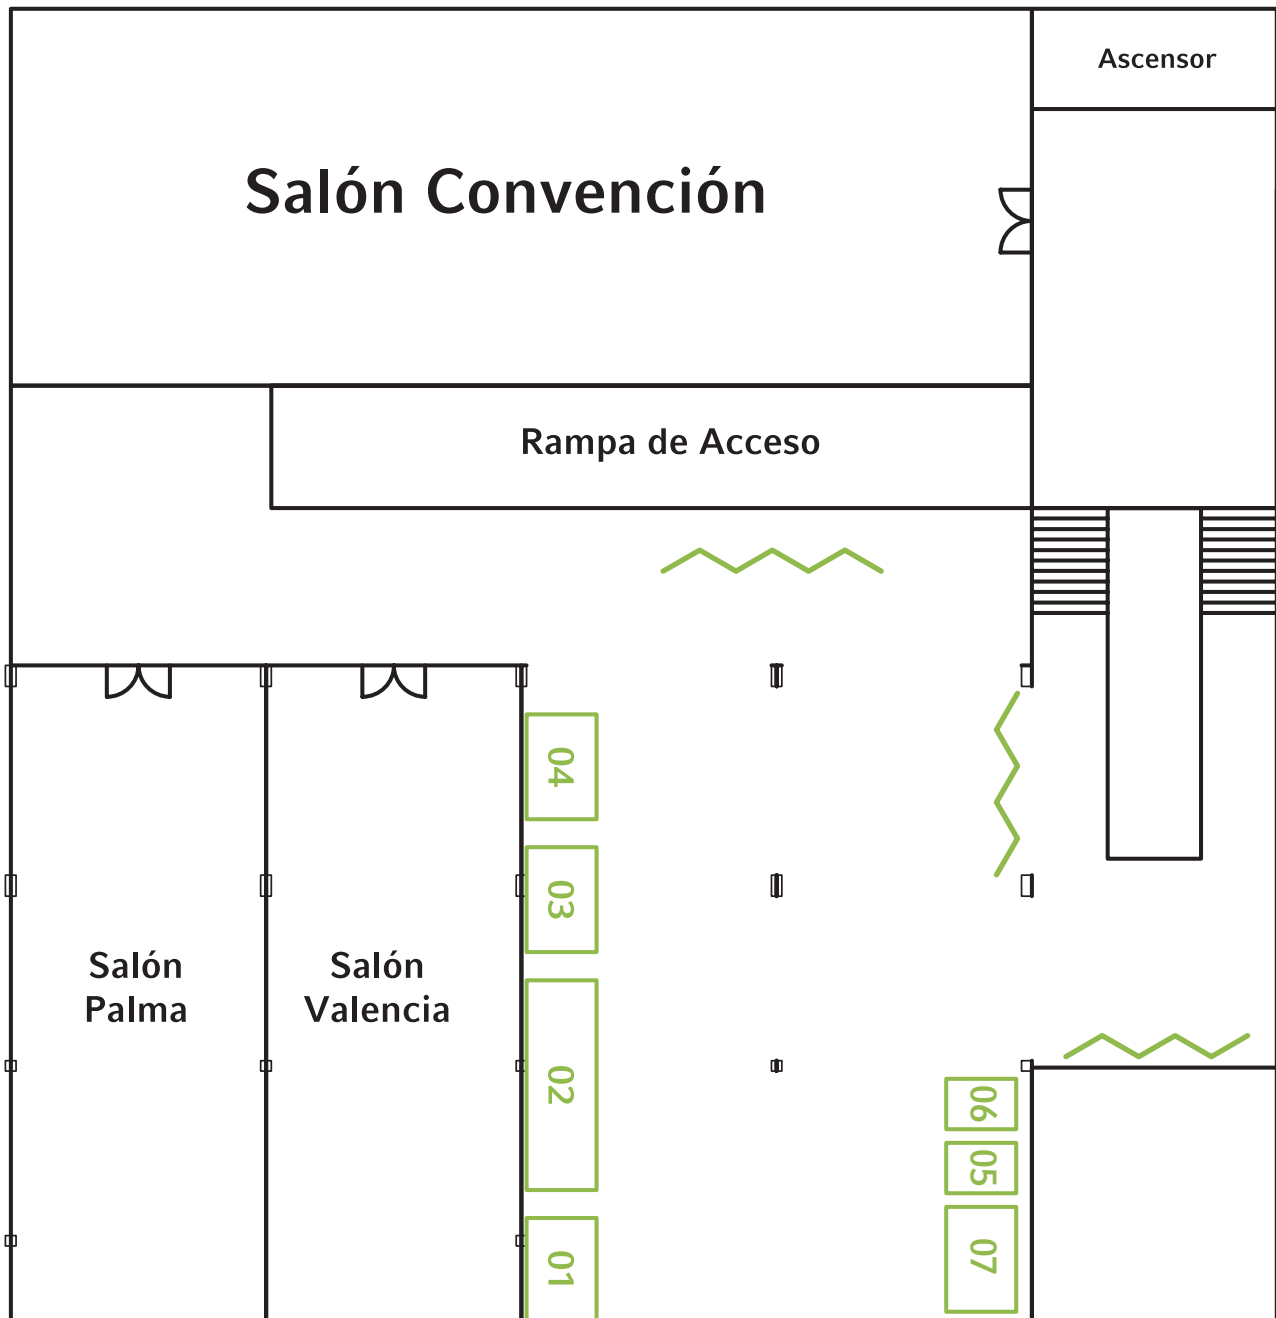 Ascensor
Salón Convención
Rampa de Acceso
04
03
Salón
Palma
Salón
Valencia
02
06
05
07
01